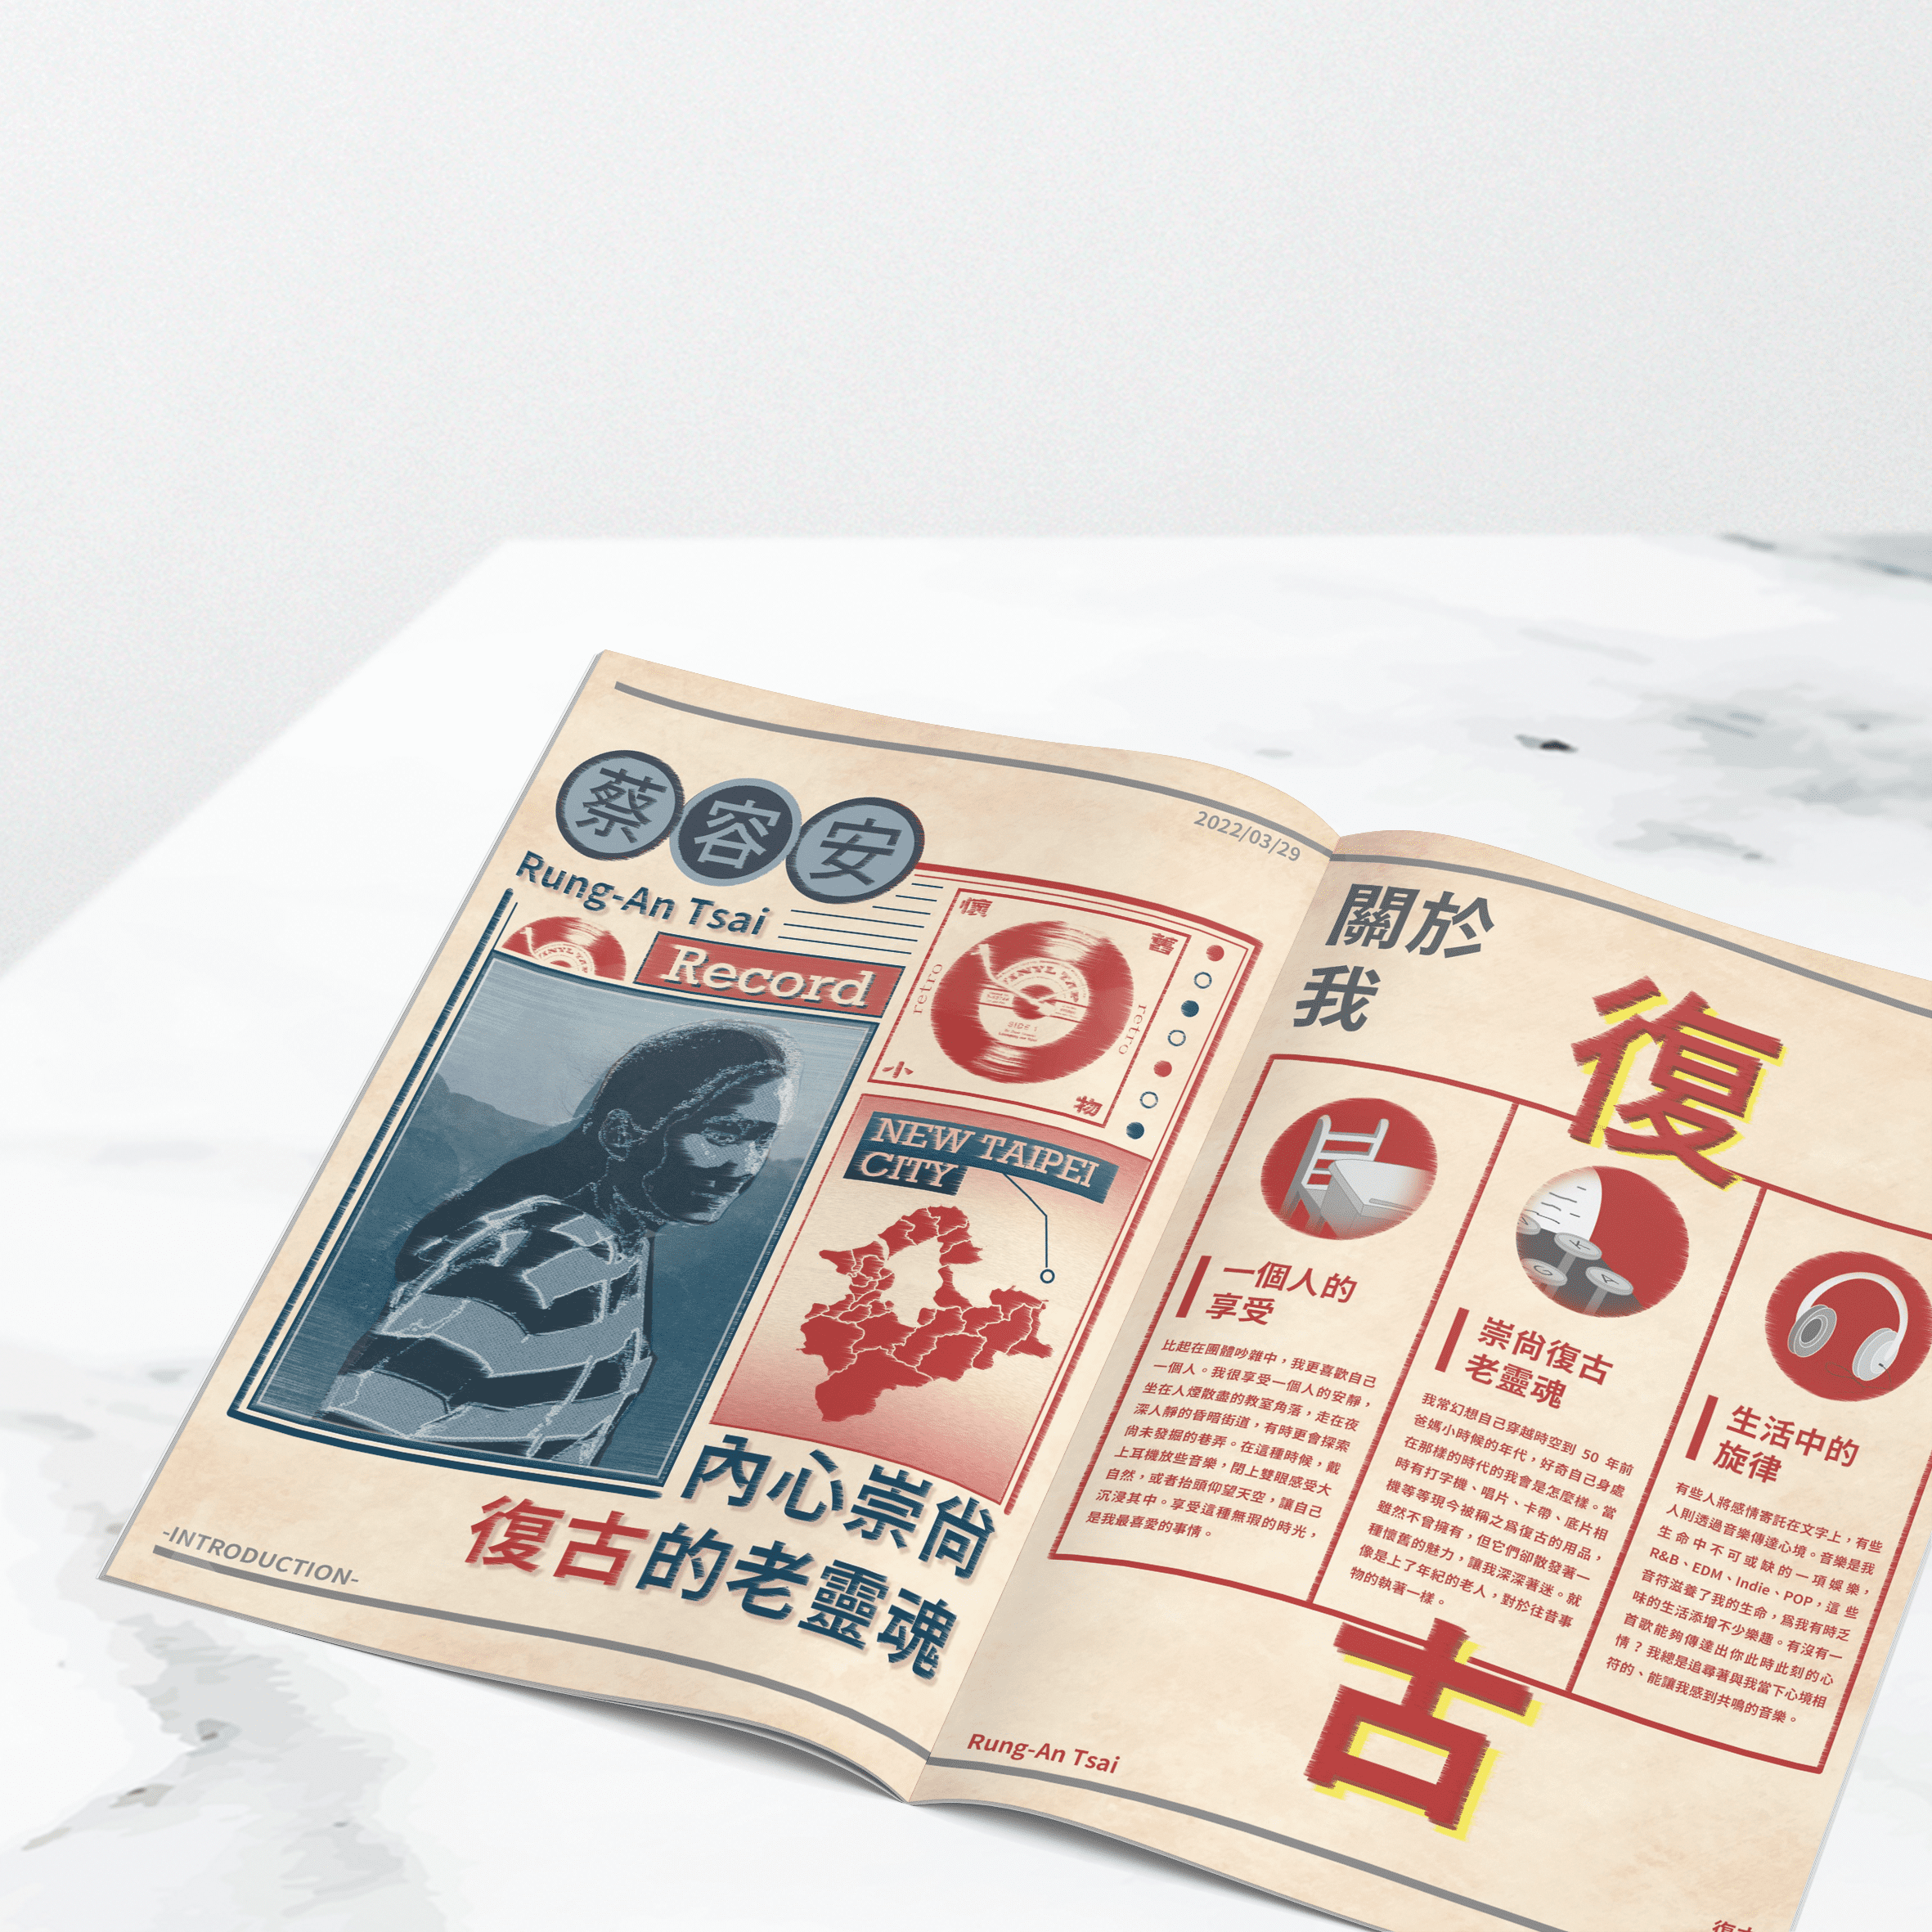 蔡容安
Rung-An Tsai
2022/03/29
Record
懷
舊
retro
retro
小
物
VINYL TAP
SIDE 1
NEW TAIPEI
CITY
內心崇尚
復古的老靈魂
-INTRODUCTION-
關於
我
復
古
一個人的
享受
比起在團體吵雜中，我更喜歡自己
一個人。我很享受一個人的安靜，
坐在人煙散盡的教室角落，走在夜
深人靜的昏暗街道，有時更會探索
尚未發掘的巷弄。在這種時候，戴
上耳機放些音樂，閉上雙眼感受大
自然，或者抬頭仰望天空，讓自己
沉浸其中。享受這種無瑕的時光，
是我最喜愛的事情。
X
G
A
崇尚復古
老靈魂
我常幻想自己穿越時空到 50 年前
爸媽小時候的年代，好奇自己身處
在那樣的時代的我會是怎麼樣。當
時有打字機、唱片、卡帶、底片相
機等等現今被稱之為復古的用品，
雖然不曾擁有，但它們卻散發著一
種懷舊的魅力，讓我深深著迷。就
像是上了年紀的老人，對於往昔事
物的執著一樣。
生活中的
旋律
有些人將感情寄託在文字上，有些
人則透過音樂傳達心境。音樂是我
生命中不可或缺的一項娛樂，
R&B、EDM、Indie、POP，這些
音符滋養了我的生命，為我有時乏
味的生活添增不少樂趣。有沒有一
首歌能夠傳達出你此時此刻的心
情？我總是追尋著與我當下心境相
符的、能讓我感到共鳴的音樂。
Rung-An Tsai